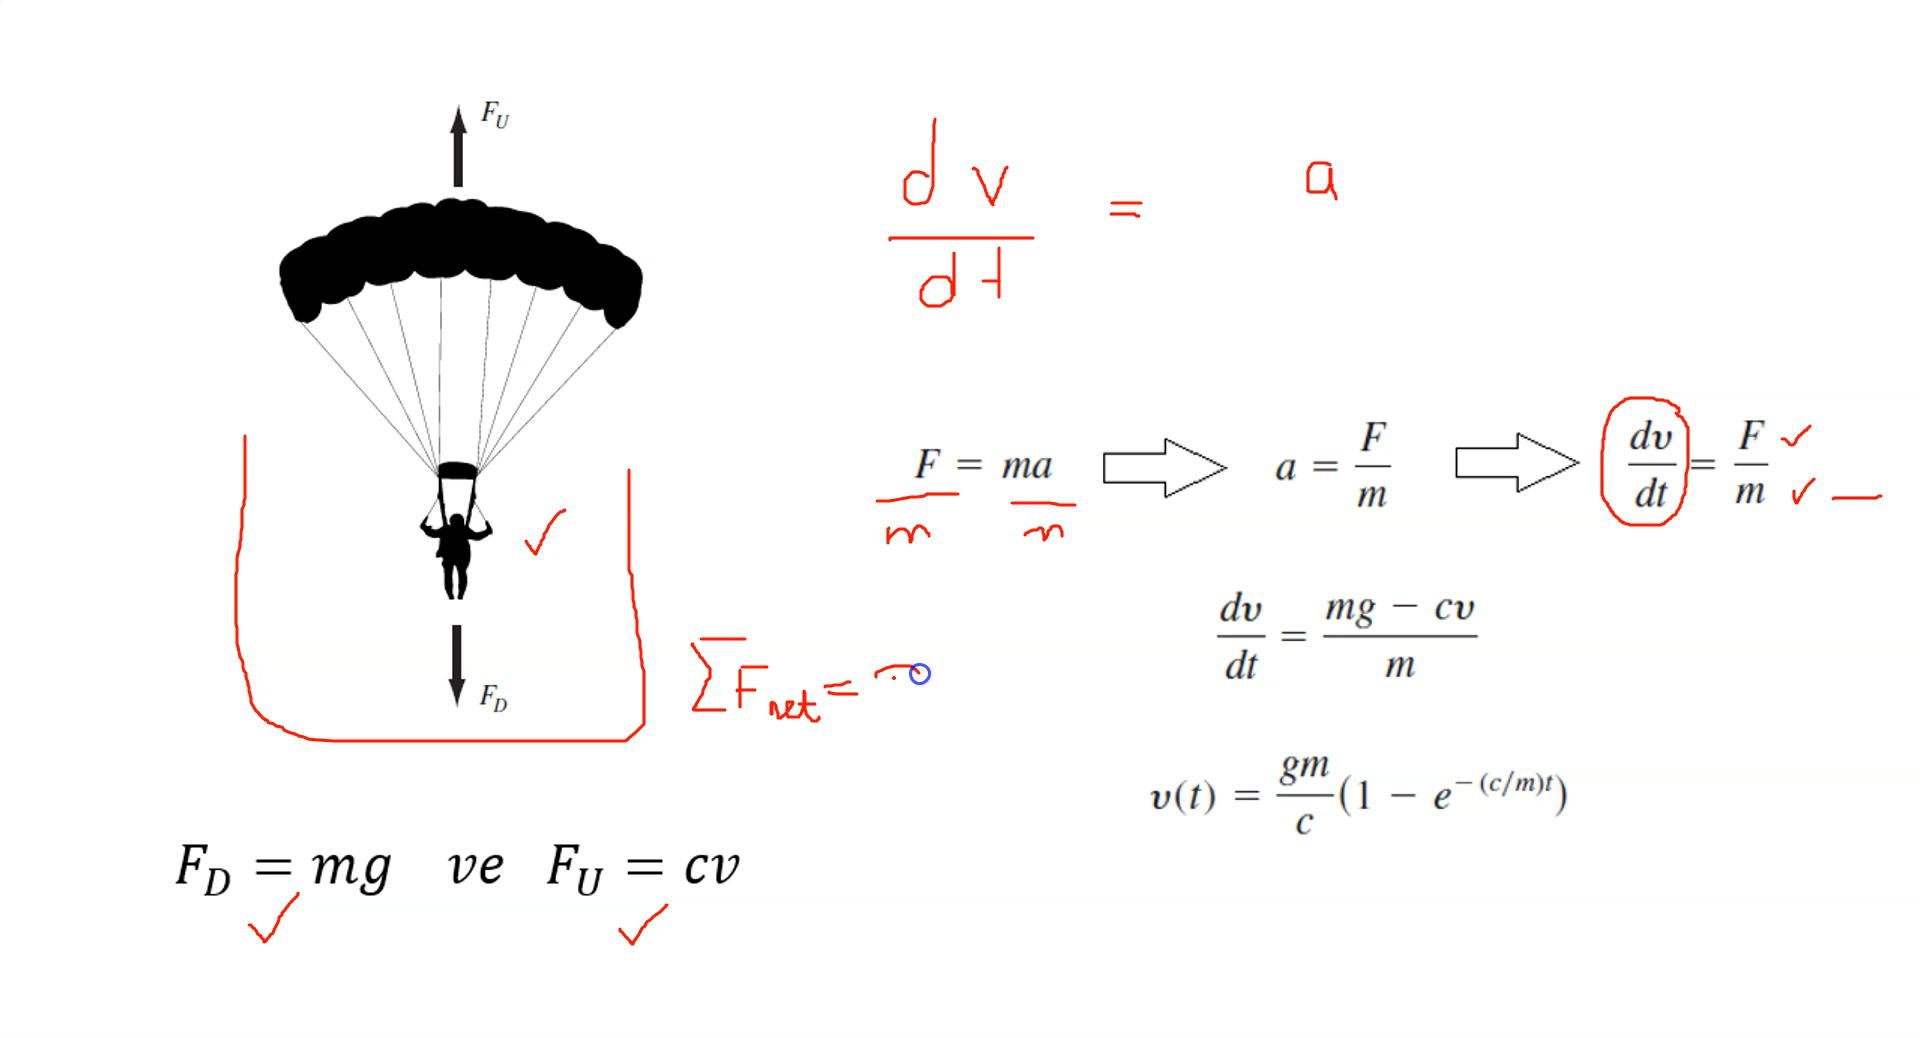 F_U
dv/dt = a
F = ma
a = F/m
dv/dt = F/m
m m
dv/dt = (mg − cv)/m
F_D
∑F_net =
v(t) = gm/c (1 − e^−(c/m)t)
F_D = mg ve F_U = cv